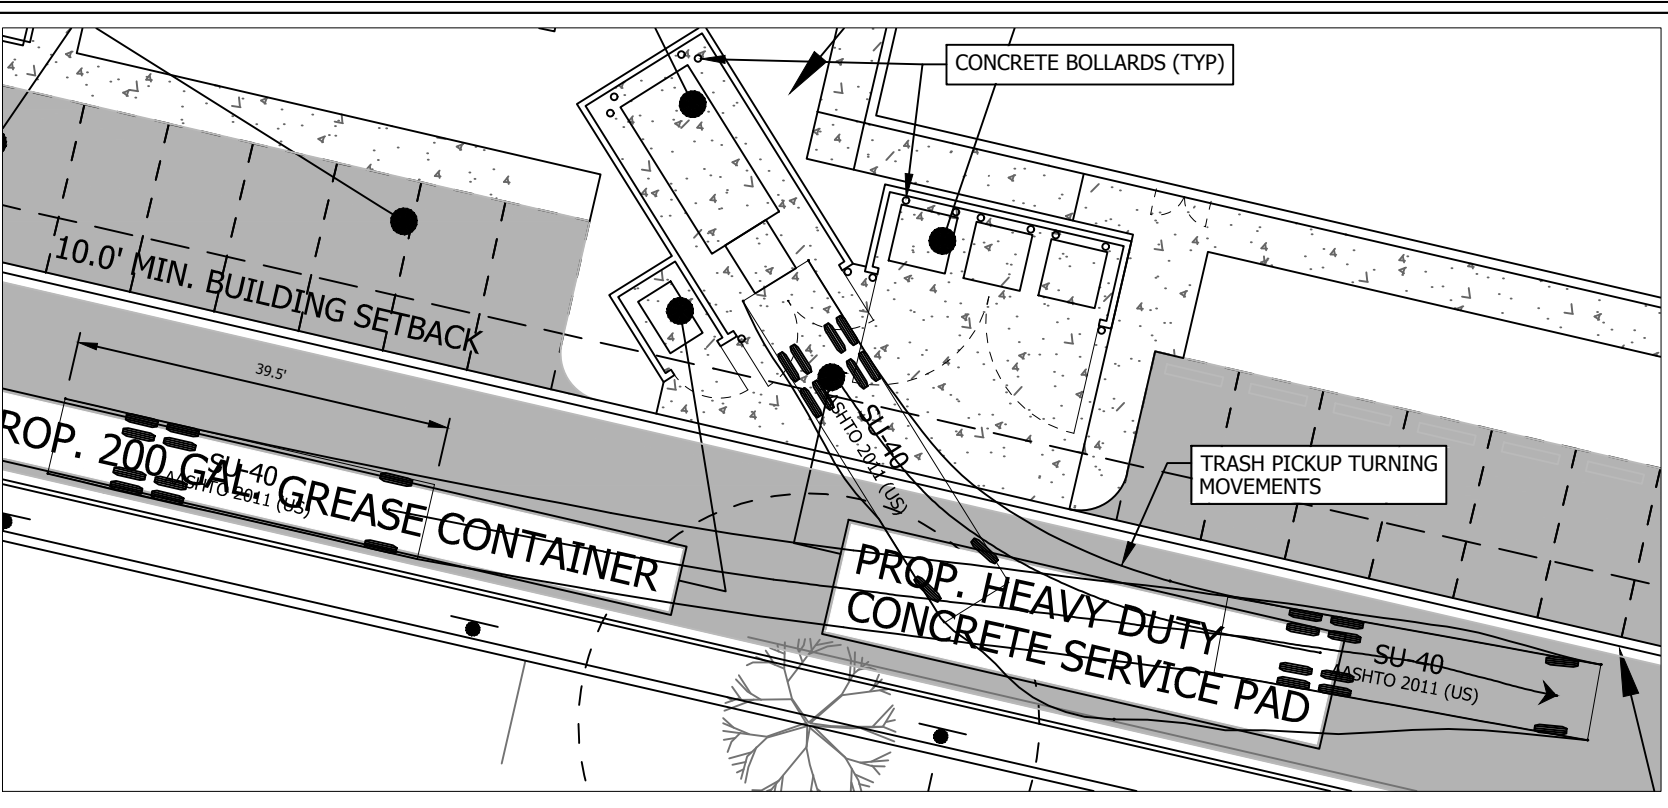 CONCRETE BOLLARDS (TYP)
10.0' MIN. BUILDING SETBACK
39.5'
ROP. 200 GAL. GREASE CONTAINER
SU-40
AASHTO 2011 (US)
SU-40
AASHTO 2011 (US)
TRASH PICKUP TURNING
MOVEMENTS
PROP. HEAVY DUTY
CONCRETE SERVICE PAD
SU-40
AASHTO 2011 (US)